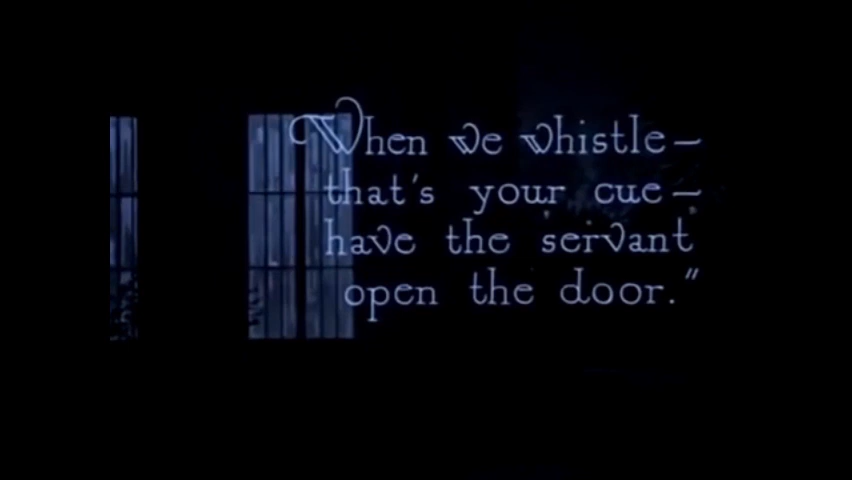 When we whistle—
that's your cue—
have the servant
open the door."